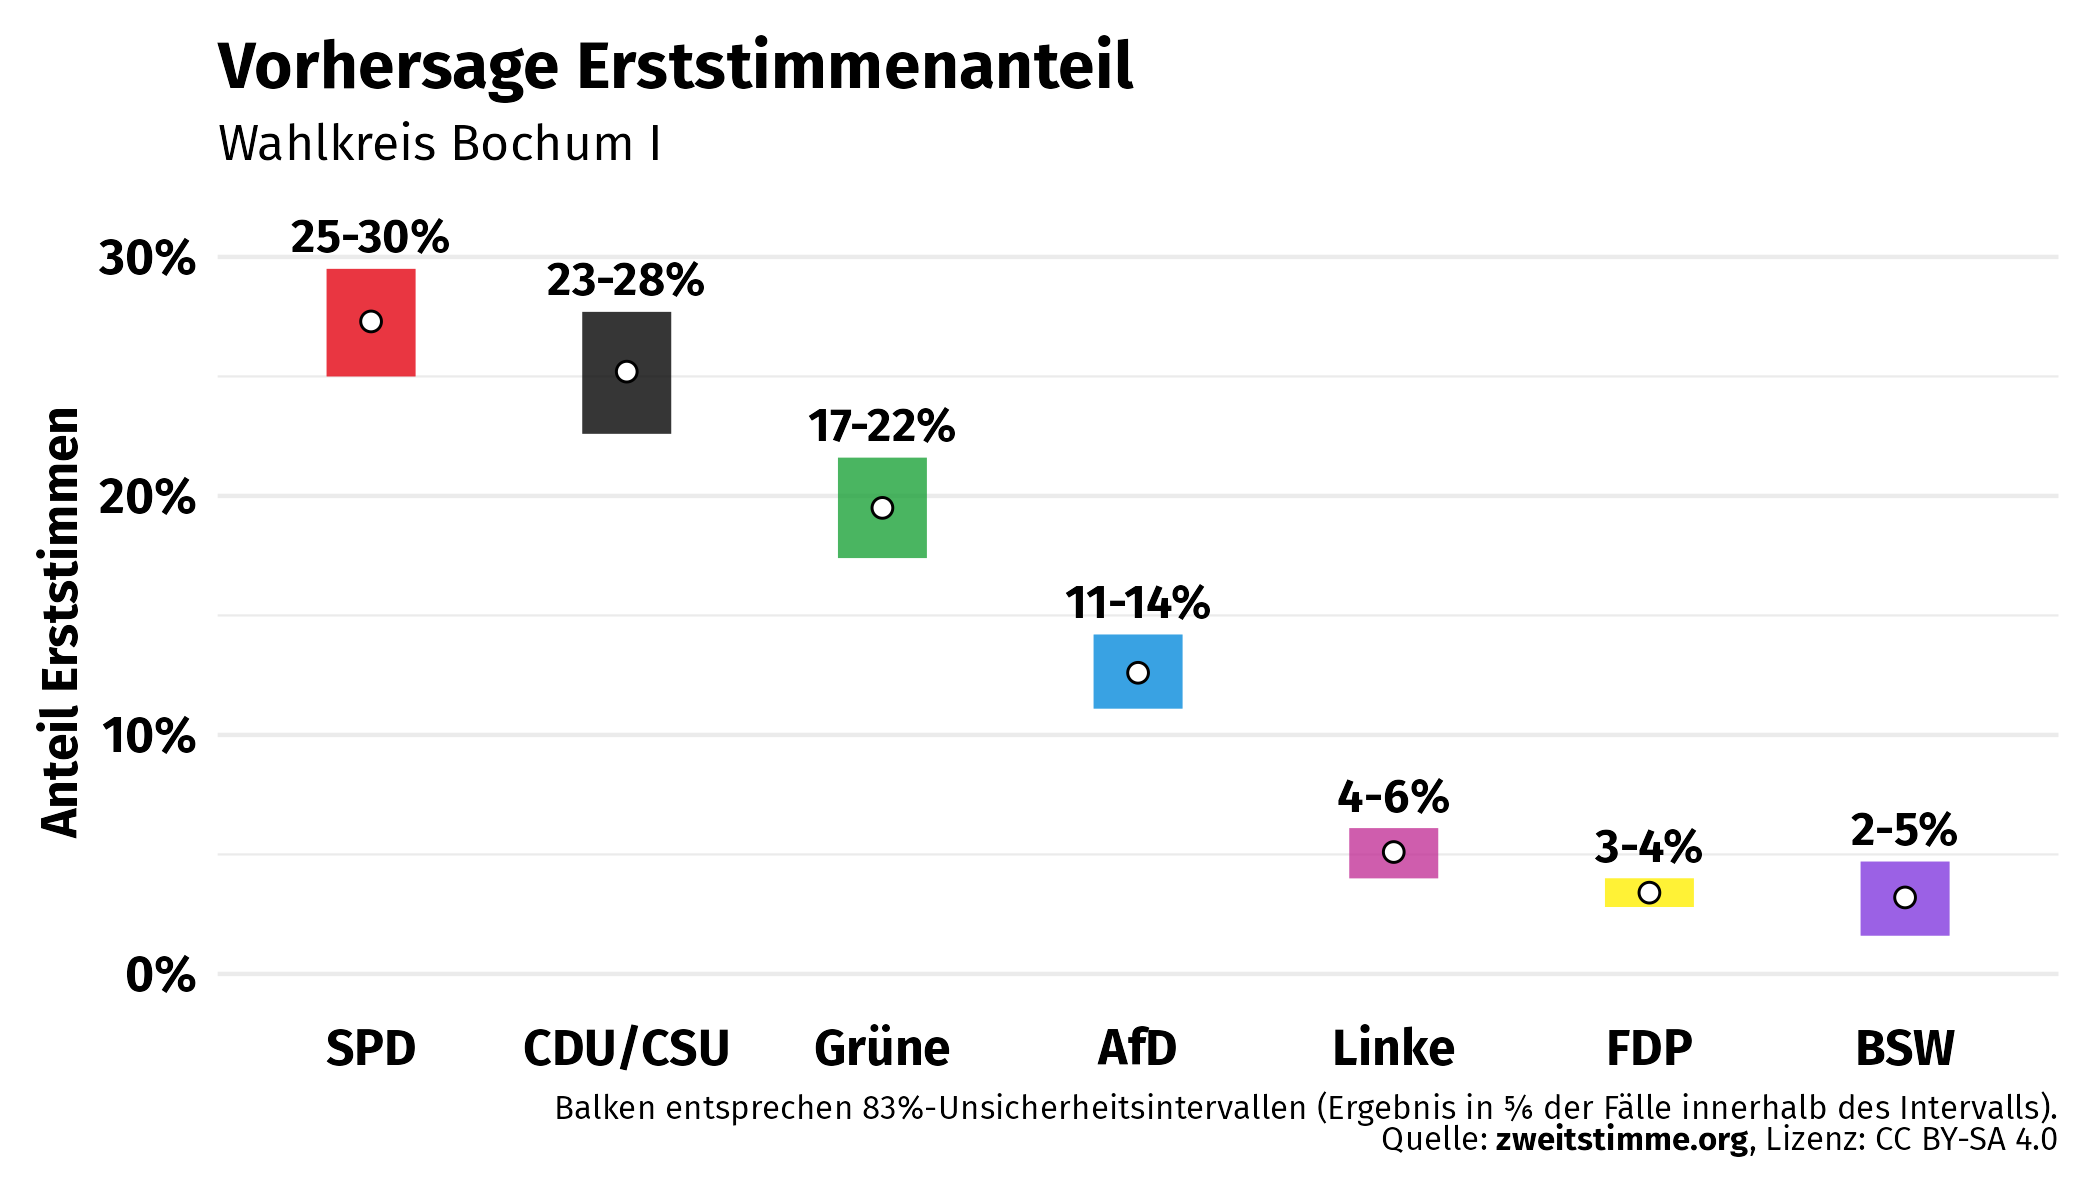 Vorhersage Erststimmenanteil
Wahlkreis Bochum I
Anteil Erststimmen
30%
20%
10%
0%
25-30%
23-28%
17-22%
11-14%
4-6%
3-4%
2-5%
SPD
CDU/CSU
Grüne
AfD
Linke
FDP
BSW
Balken entsprechen 83%-Unsicherheitsintervallen (Ergebnis in ⅚ der Fälle innerhalb des Intervalls).
Quelle: zweitstimme.org, Lizenz: CC BY-SA 4.0